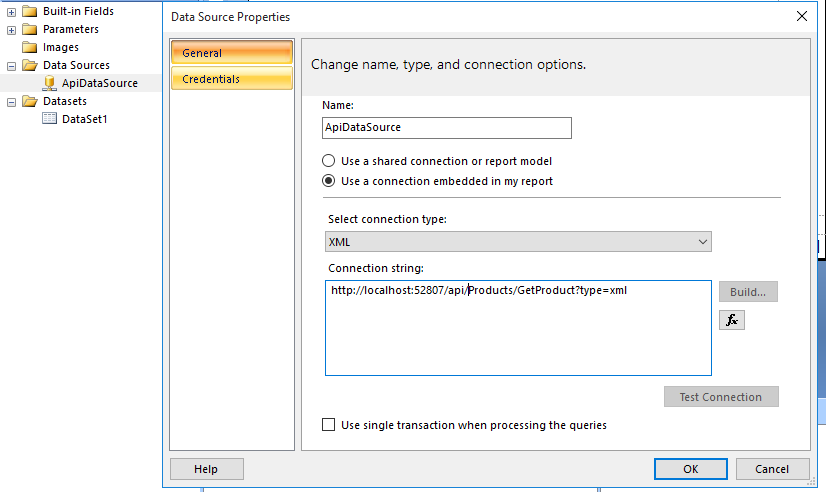 Built-in Fields
Parameters
Images
Data Sources
ApiDataSource
Datasets
DataSet1
Data Source Properties
General
Credentials
Change name, type, and connection options.
Name:
ApiDataSource
Use a shared connection or report model
Use a connection embedded in my report
Select connection type:
XML
Connection string:
http://localhost:52807/api/Products/GetProduct?type=xml
Build...
fx
Test Connection
Use single transaction when processing the queries
Help
OK
Cancel